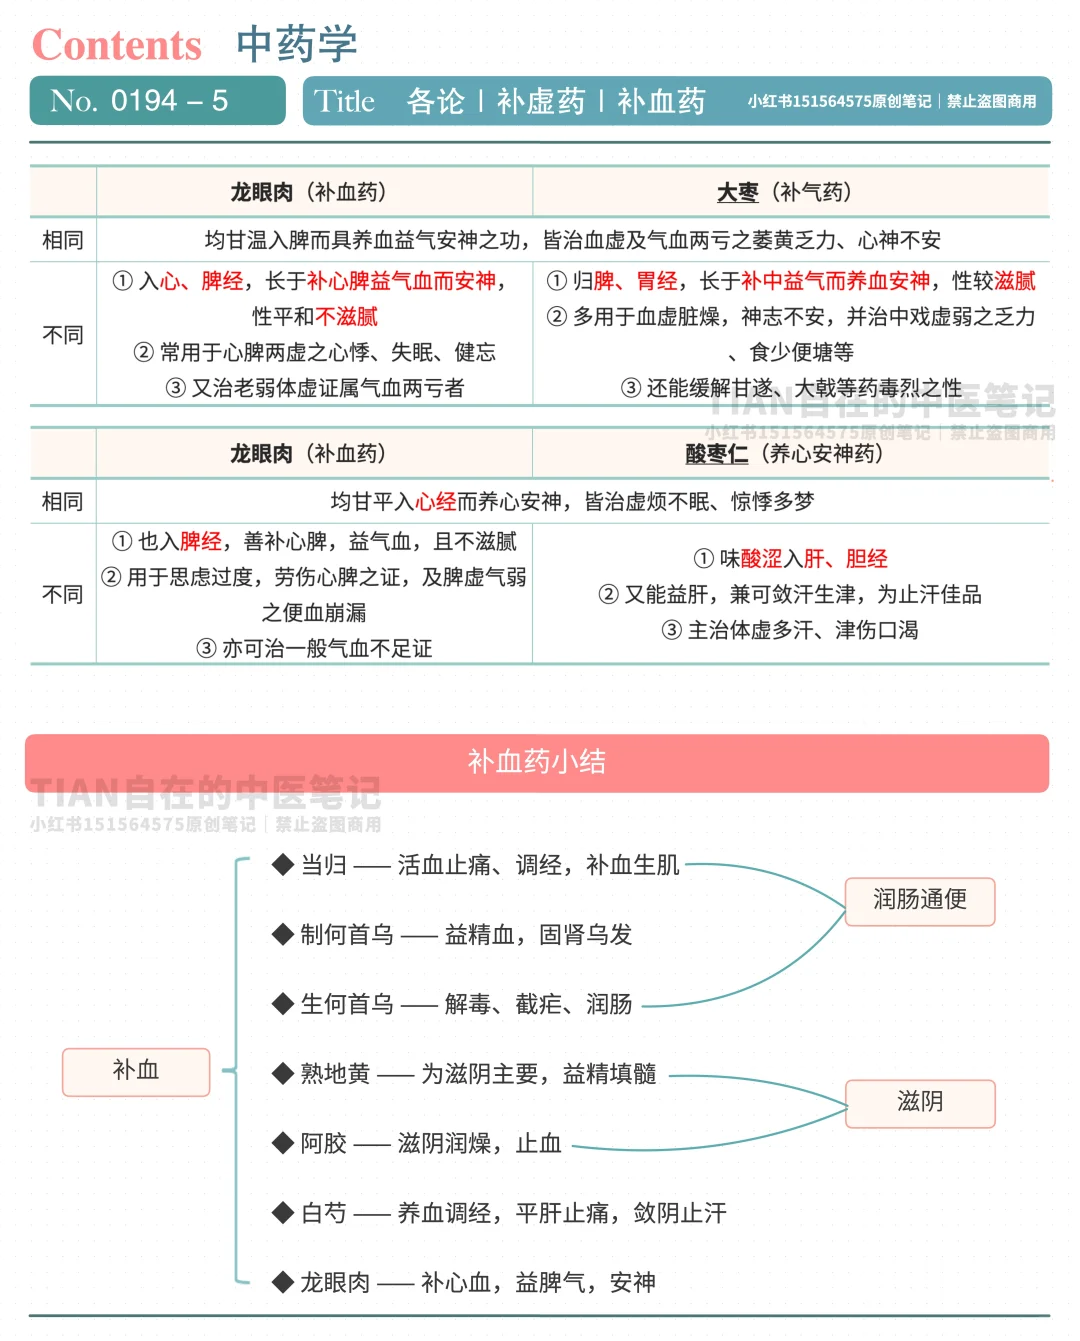 Contents 中药学
No. 0194 – 5
Title 各论丨补虚药丨补血药 小红书151564575原创笔记｜禁止盗图商用
龙眼肉（补血药） 大枣（补气药）
相同 均甘温入脾而具养血益气安神之功，皆治血虚及气血两亏之萎黄乏力、心神不安
不同
① 入心、脾经，长于补心脾益气血而安神，
性平和不滋腻
② 常用于心脾两虚之心悸、失眠、健忘
③ 又治老弱体虚证属气血两亏者
① 归脾、胃经，长于补中益气而养血安神，性较滋腻
② 多用于血虚脏燥，神志不安，并治中戏虚弱之乏力
、食少便塘等
③ 还能缓解甘遂、大戟等药毒烈之性
TIAN自在的中医笔记
小红书151564575原创笔记｜禁止盗图商用
龙眼肉（补血药） 酸枣仁（养心安神药）
相同 均甘平入心经而养心安神，皆治虚烦不眠、惊悸多梦
不同
① 也入脾经，善补心脾，益气血，且不滋腻
② 用于思虑过度，劳伤心脾之证，及脾虚气弱
之便血崩漏
③ 亦可治一般气血不足证
① 味酸涩入肝、胆经
② 又能益肝，兼可敛汗生津，为止汗佳品
③ 主治体虚多汗、津伤口渴
补血药小结
TIAN自在的中医笔记
小红书151564575原创笔记｜禁止盗图商用
补血
◆ 当归 —— 活血止痛、调经，补血生肌
◆ 制何首乌 —— 益精血，固肾乌发
◆ 生何首乌 —— 解毒、截疟、润肠
◆ 熟地黄 —— 为滋阴主要，益精填髓
◆ 阿胶 —— 滋阴润燥，止血
◆ 白芍 —— 养血调经，平肝止痛，敛阴止汗
◆ 龙眼肉 —— 补心血，益脾气，安神
润肠通便
滋阴